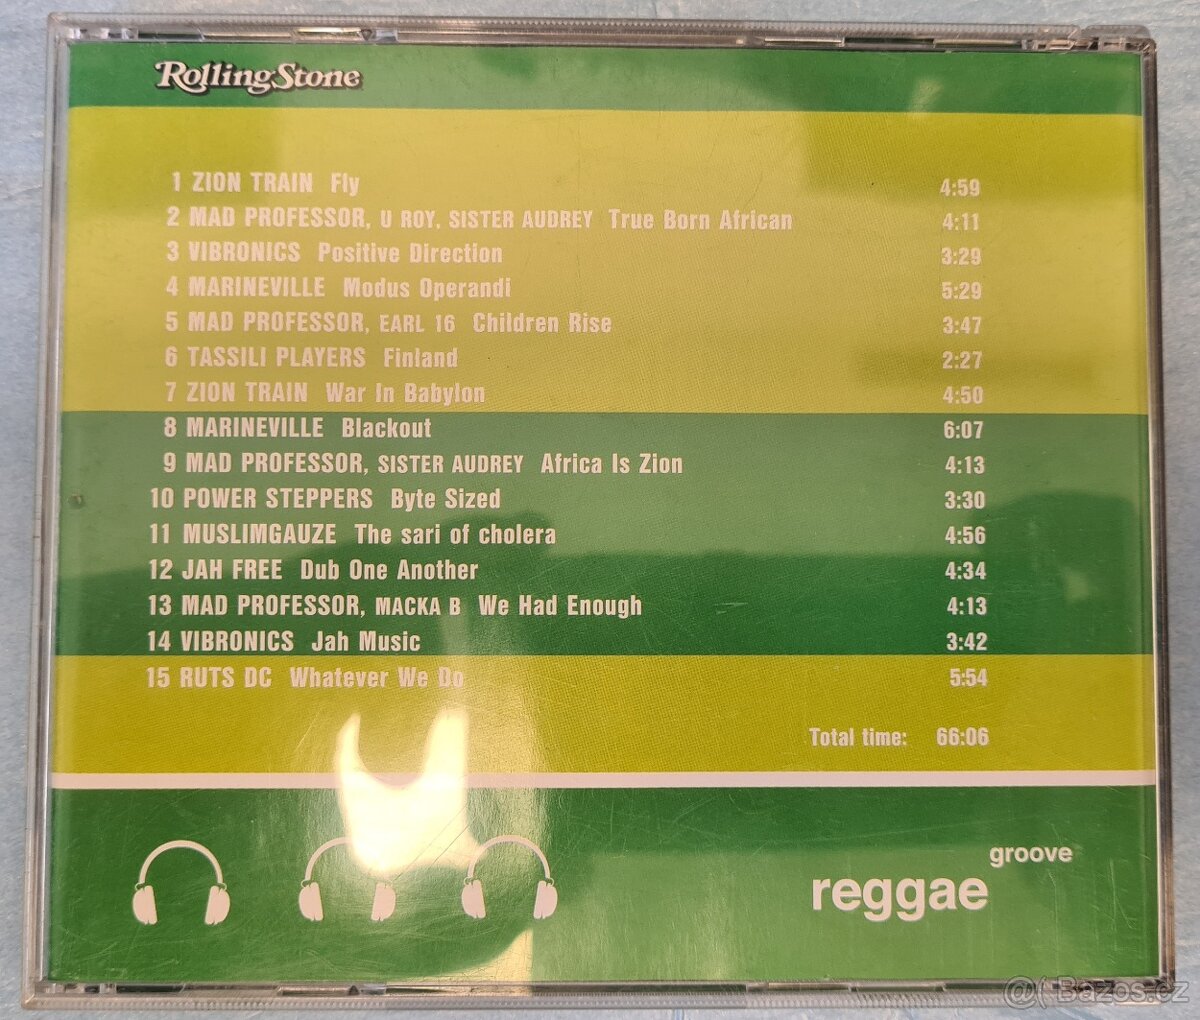 Rolling Stone
1 ZION TRAIN Fly 4:59
2 MAD PROFESSOR, U ROY, SISTER AUDREY True Born African 4:11
3 VIBRONICS Positive Direction 3:29
4 MARINEVILLE Modus Operandi 5:29
5 MAD PROFESSOR, EARL 16 Children Rise 3:47
6 TASSILI PLAYERS Finland 2:27
7 ZION TRAIN War In Babylon 4:50
8 MARINEVILLE Blackout 6:07
9 MAD PROFESSOR, SISTER AUDREY Africa Is Zion 4:13
10 POWER STEPPERS Byte Sized 3:30
11 MUSLIMGAUZE The sari of cholera 4:56
12 JAH FREE Dub One Another 4:34
13 MAD PROFESSOR, MACKA B We Had Enough 4:13
14 VIBRONICS Jah Music 3:42
15 RUTS DC Whatever We Do 5:54
Total time: 66:06
groove
reggae
Bazos.cz